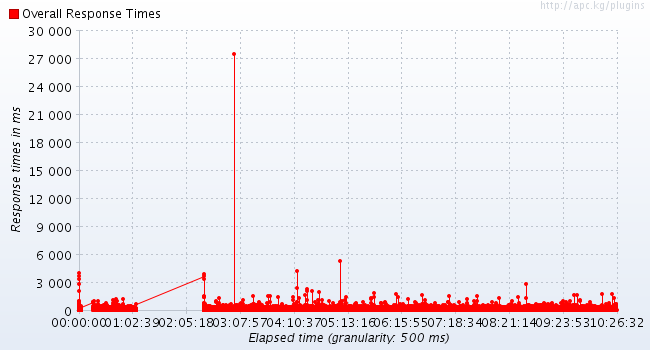 http://apc.kg/plugins
Overall Response Times
30 000
27 000
24 000
21 000
18 000
15 000
12 000
9 000
6 000
3 000
0
Response times in ms
00:00:00 01:02:39 02:05:18 03:07:57 04:10:37 05:13:16 06:15:55 07:18:34 08:21:14 09:23:53 10:26:32
Elapsed time (granularity: 500 ms)